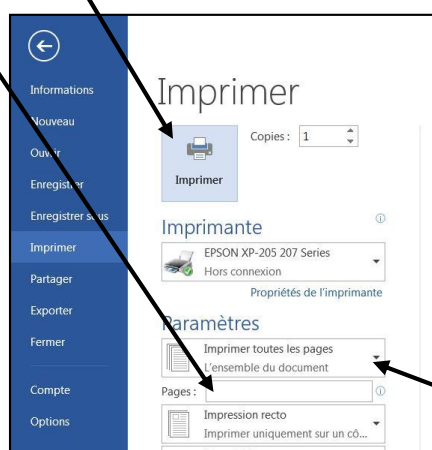 Informations
Nouveau
Ouvrir
Enregistrer
Enregistrer sous
Imprimer
Partager
Exporter
Fermer
Compte
Options
Imprimer
Copies : 1
Imprimer
Imprimante
EPSON XP-205 207 Series
Hors connexion
Propriétés de l'imprimante
Paramètres
Imprimer toutes les pages
L'ensemble du document
Pages :
Impression recto
Imprimer uniquement sur un cô...